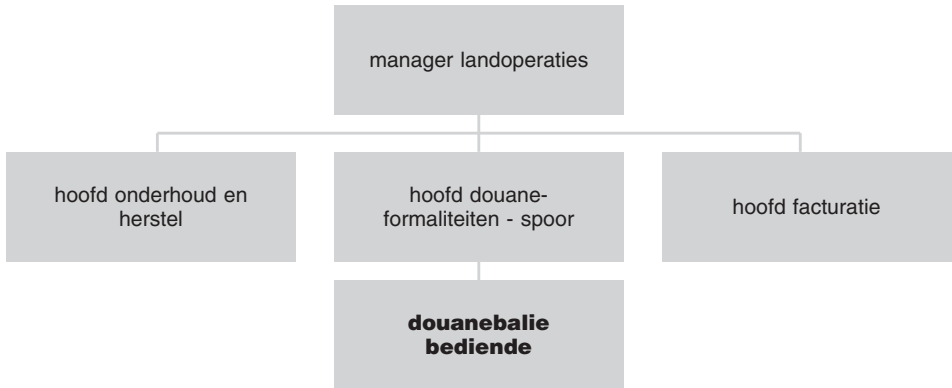 manager landoperaties
hoofd onderhoud en
herstel
hoofd douane-
formaliteiten - spoor
hoofd facturatie
douanebalie
bediende